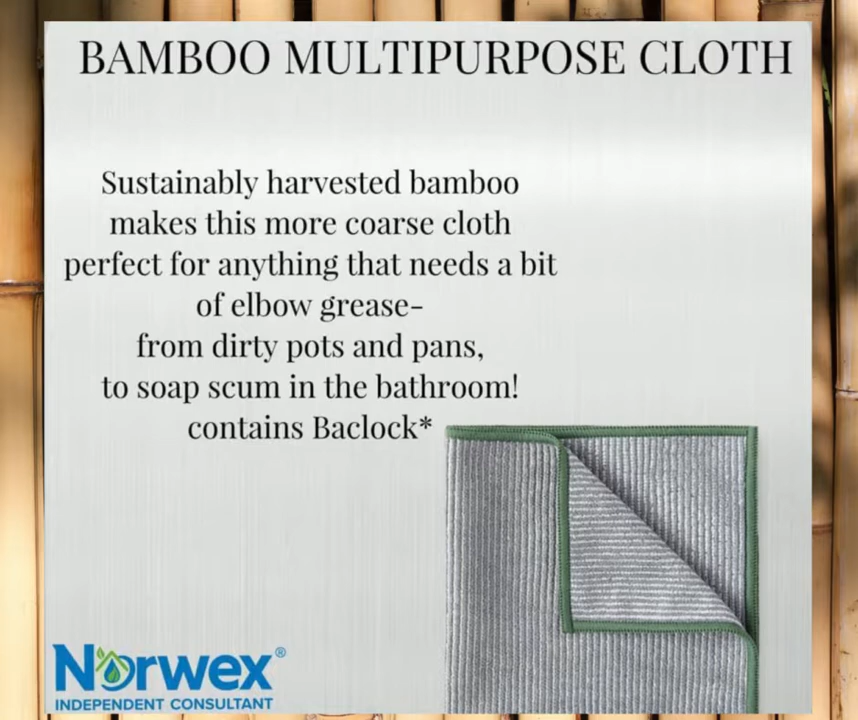 BAMBOO MULTIPURPOSE CLOTH
Sustainably harvested bamboo
makes this more coarse cloth
perfect for anything that needs a bit
of elbow grease-
from dirty pots and pans,
to soap scum in the bathroom!
contains Baclock*
Norwex®
INDEPENDENT CONSULTANT